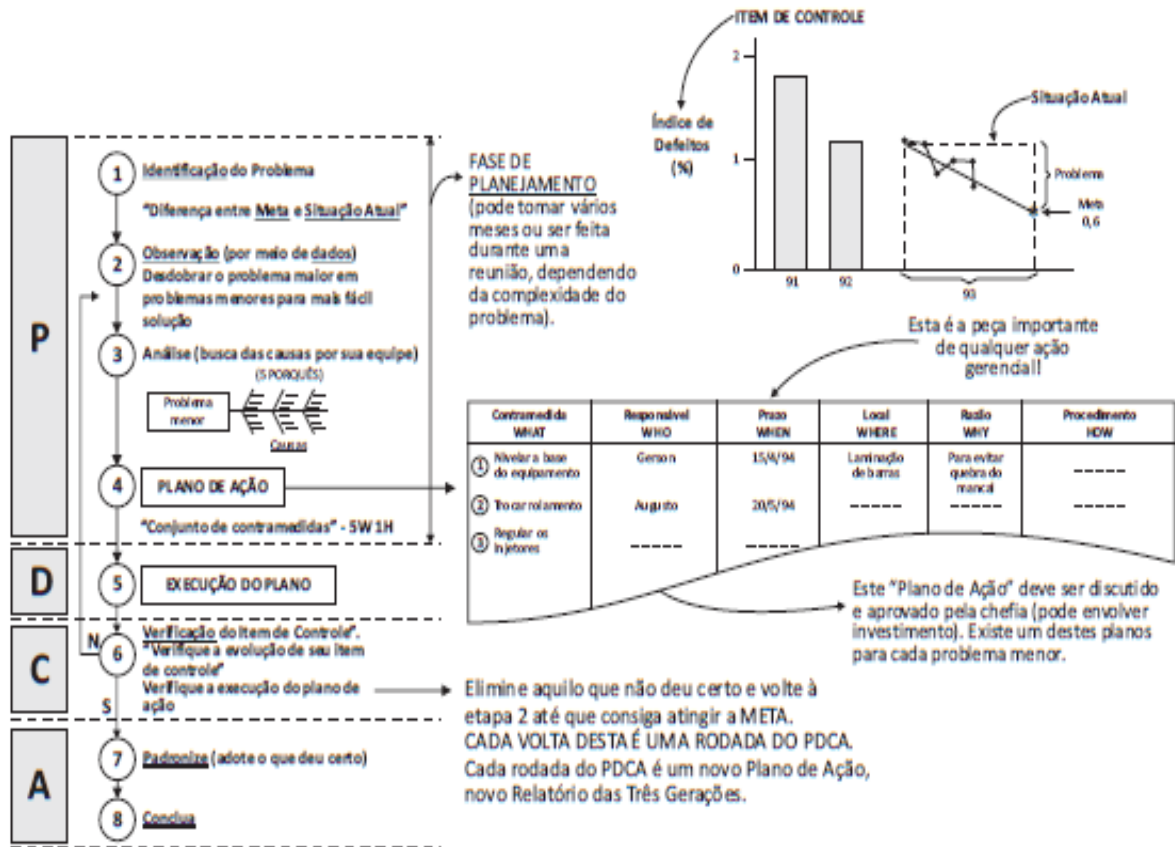 ITEM DE CONTROLE
2
1
0
Índice de
Defeitos
(%)
91
92
93
Situação Atual
Problema
Meta
0,6
P
1
Identificação do Problema
"Diferença entre Meta e Situação Atual"
2
Observação (por meio de dados)
Desdobrar o problema maior em
problemas menores para mais fácil
solução
3
Análise (busca das causas por sua equipe)
(5 PORQUÊS)
Problema
menor
Causas
4
PLANO DE AÇÃO
"Conjunto de contramedidas" - 5W 1H
FASE DE
PLANEJAMENTO
(pode tomar vários
meses ou ser feita
durante uma
reunião, dependendo
da complexidade do
problema).
Esta é a peça importante
de qualquer ação
gerencial!
Contramedida
WHAT
Responsável
WHO
Prazo
WHEN
Local
WHERE
Razão
WHY
Procedimento
HOW
1 Nivelar a base
do equipamento
Gerson
15/4/94
Laminação
de barras
Para evitar
quebra do
mancal
------
2 Trocar rolamento
Augusto
20/5/94
------
------
------
3 Regular os
Injetores
------
------
Este "Plano de Ação" deve ser discutido
e aprovado pela chefia (pode envolver
investimento). Existe um destes planos
para cada problema menor.
D
5
EXECUÇÃO DO PLANO
C
N
6
S
Verificação do Item de Controle".
"Verifique a evolução de seu item
de controle"
Verifique a execução do plano de
ação
Elimine aquilo que não deu certo e volte à
etapa 2 até que consiga atingir a META.
CADA VOLTA DESTA É UMA RODADA DO PDCA.
Cada rodada do PDCA é um novo Plano de Ação,
novo Relatório das Três Gerações.
A
7
Padronize (adote o que deu certo)
8
Conclua